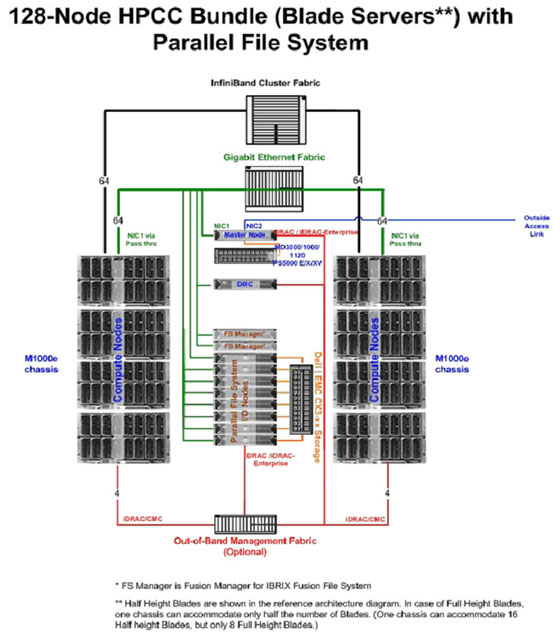 128-Node HPCC Bundle (Blade Servers**) with
Parallel File System
InfiniBand Cluster Fabric
Gigabit Ethernet Fabric
64
64
64
64
NIC1 via
Pass thru
NIC1
NIC2
Master Node
DRAC / IDRAC-Enterprise
Outside
Access
Link
NIC1 via
Pass thru
MD3000/1000/
1120
PS5000 E/X/XV
DMC
M1000e
chassis
Compute Nodes
FS Manager*
FS Manager*
Parallel File System
I/O Nodes
Dell | EMC CX3-xx Storage
Compute Nodes
M1000e
chassis
DRAC /IDRAC-
Enterprise
4
4
IDRAC/CMC
IDRAC/CMC
Out-of-Band Management Fabric
(Optional)
* FS Manager is Fusion Manager for IBRIX Fusion File System
** Half Height Blades are shown in the reference architecture diagram. In case of Full Height Blades,
one chassis can accommodate only half the number of Blades. (One chassis can accommodate 16
Half height Blades, but only 8 Full Height Blades.)